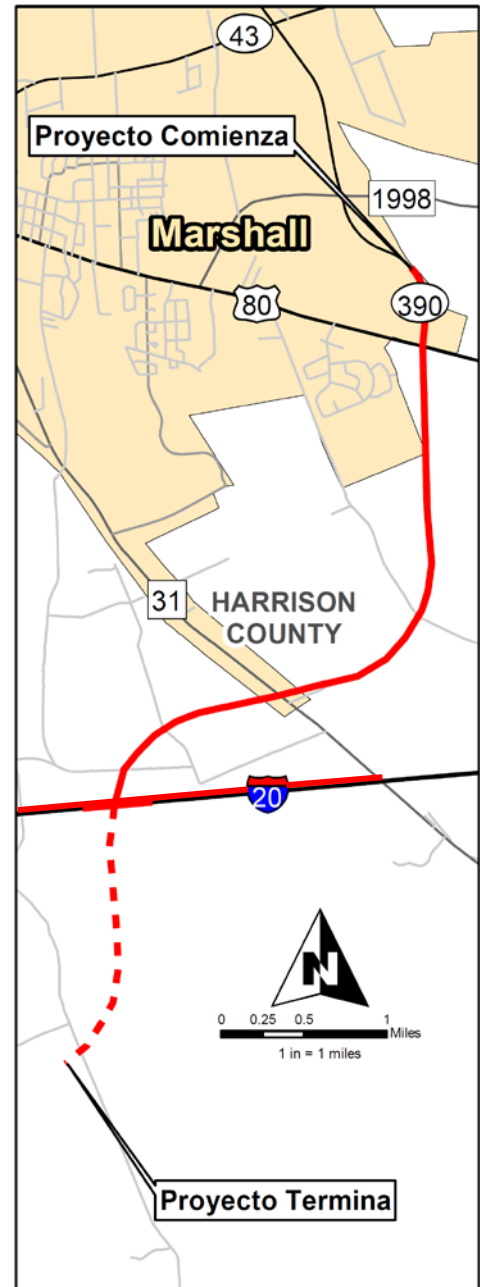 43
Proyecto Comienza
1998
Marshall
80
390
31
HARRISON
COUNTY
20
N
0 0.25 0.5 1
Miles
1 in = 1 miles
Proyecto Termina